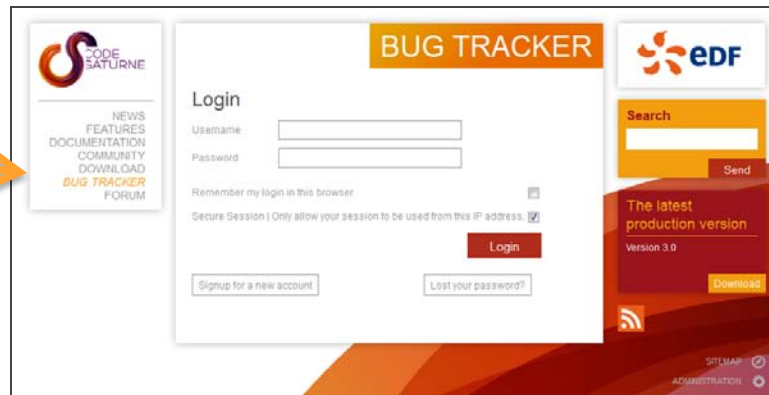 CODE
SATURNE
NEWS
FEATURES
DOCUMENTATION
COMMUNITY
DOWNLOAD
BUG TRACKER
FORUM
BUG TRACKER
Login
Username
Password
Remember my login in this browser
Secure Session | Only allow your session to be used from this IP address.
Login
Signup for a new account
Lost your password?
eDF
Search
Send
The latest
production version
Version 3.0
Download
SITEMAP
ADMINISTRATION